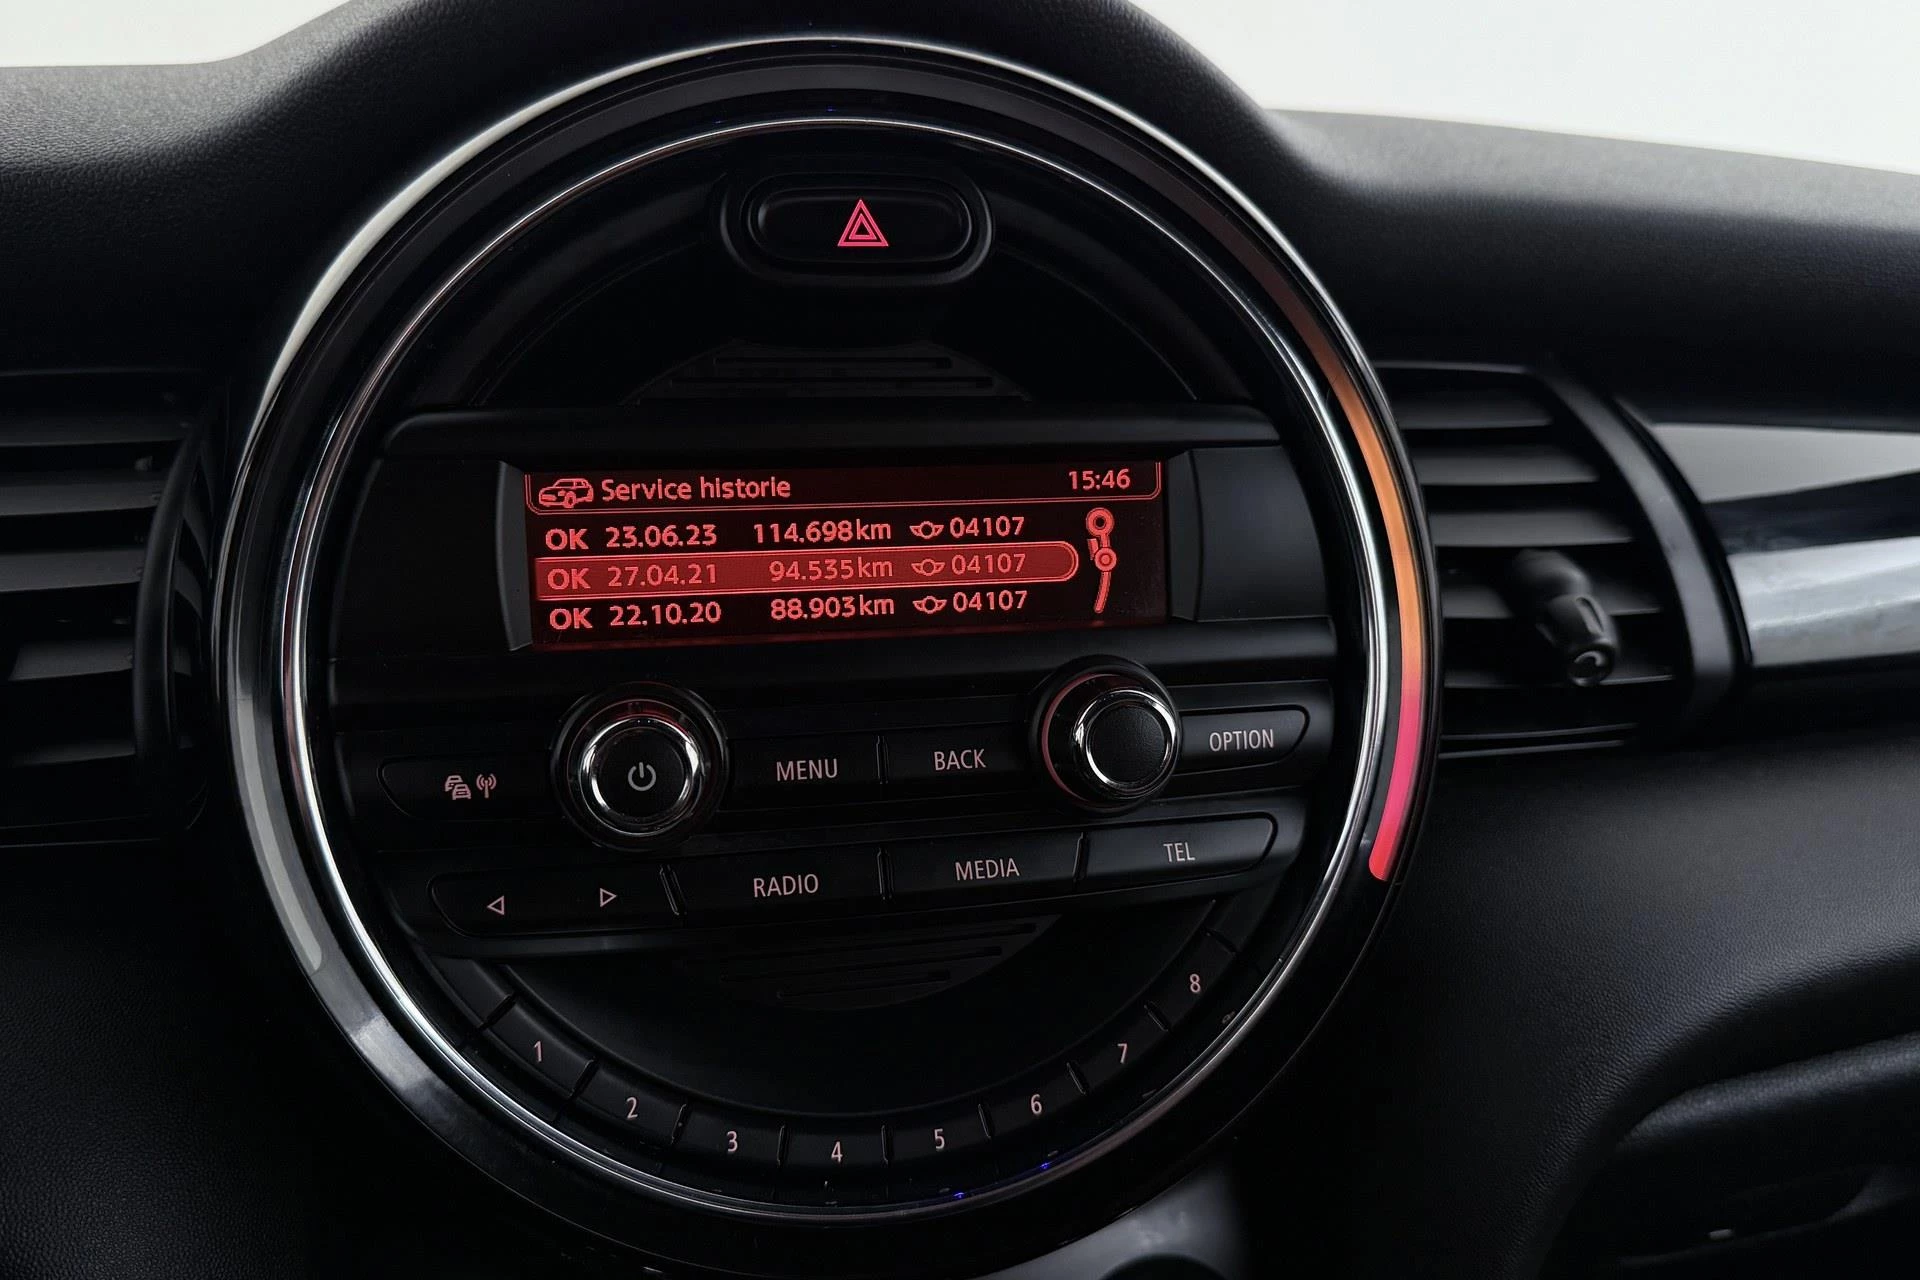 Service historie 15:46
OK 23.06.23 114.698km 04107
OK 27.04.21 94.535km 04107
OK 22.10.20 88.903km 04107
MENU BACK OPTION
RADIO MEDIA TEL
1 2 3 4 5 6 7 8